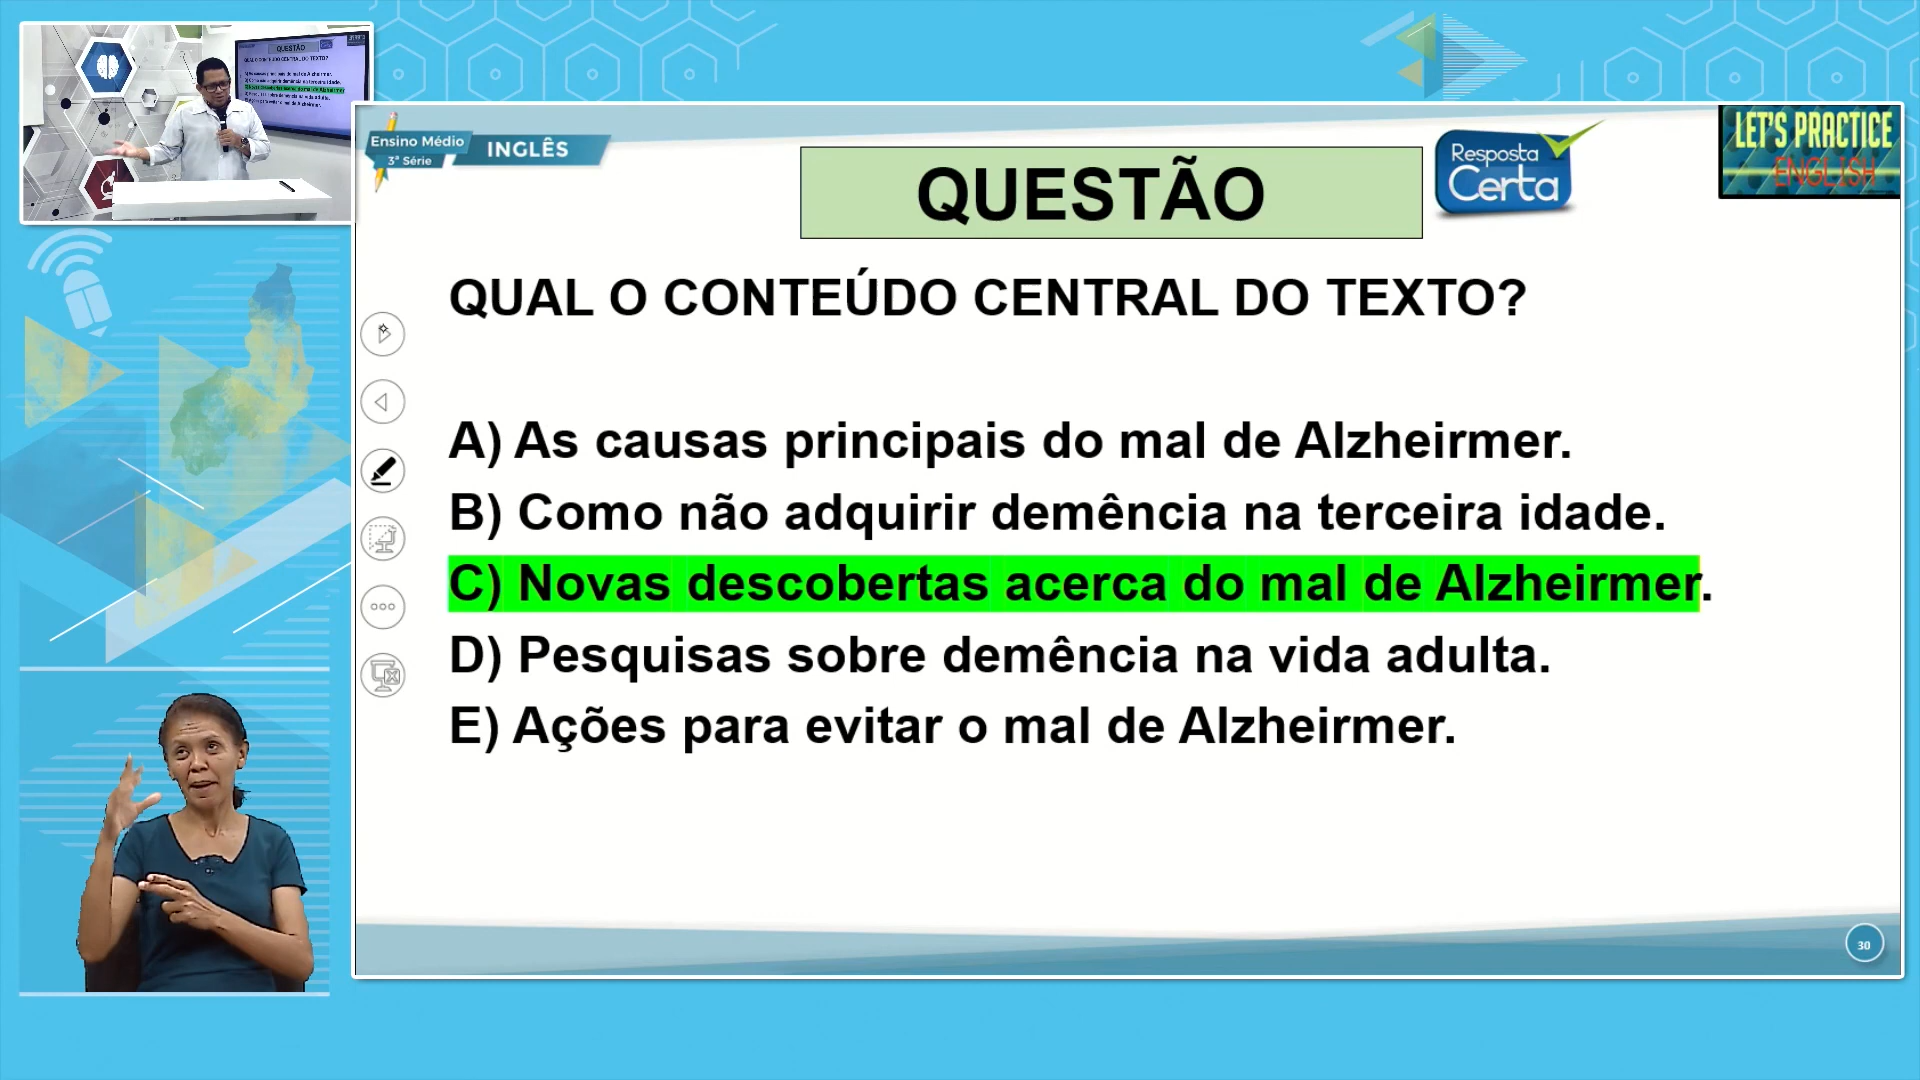 QUESTÃO
Ensino Médio
3ª Série
INGLÊS
QUESTÃO
Resposta
Certa
LET'S PRACTICE
ENGLISH
QUAL O CONTEÚDO CENTRAL DO TEXTO?
A) As causas principais do mal de Alzheirmer.
B) Como não adquirir demência na terceira idade.
C) Novas descobertas acerca do mal de Alzheirmer.
D) Pesquisas sobre demência na vida adulta.
E) Ações para evitar o mal de Alzheirmer.
30